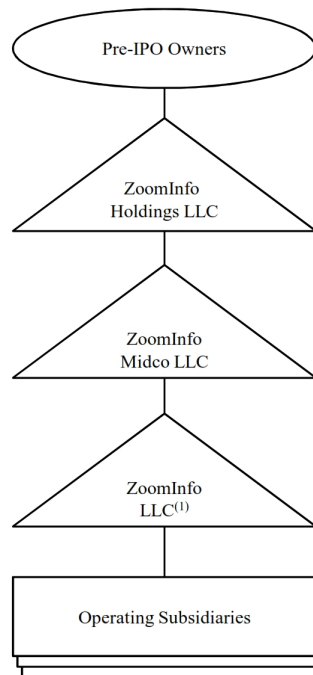 Pre-IPO Owners
ZoomInfo
Holdings LLC
ZoomInfo
Midco LLC
ZoomInfo
LLC(1)
Operating Subsidiaries